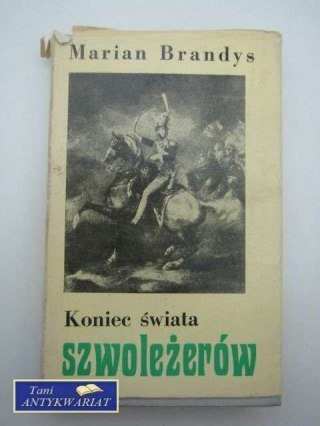 Marian Brandys
Koniec świata
szwoleżerów
Tani
ANTYKWARIAT